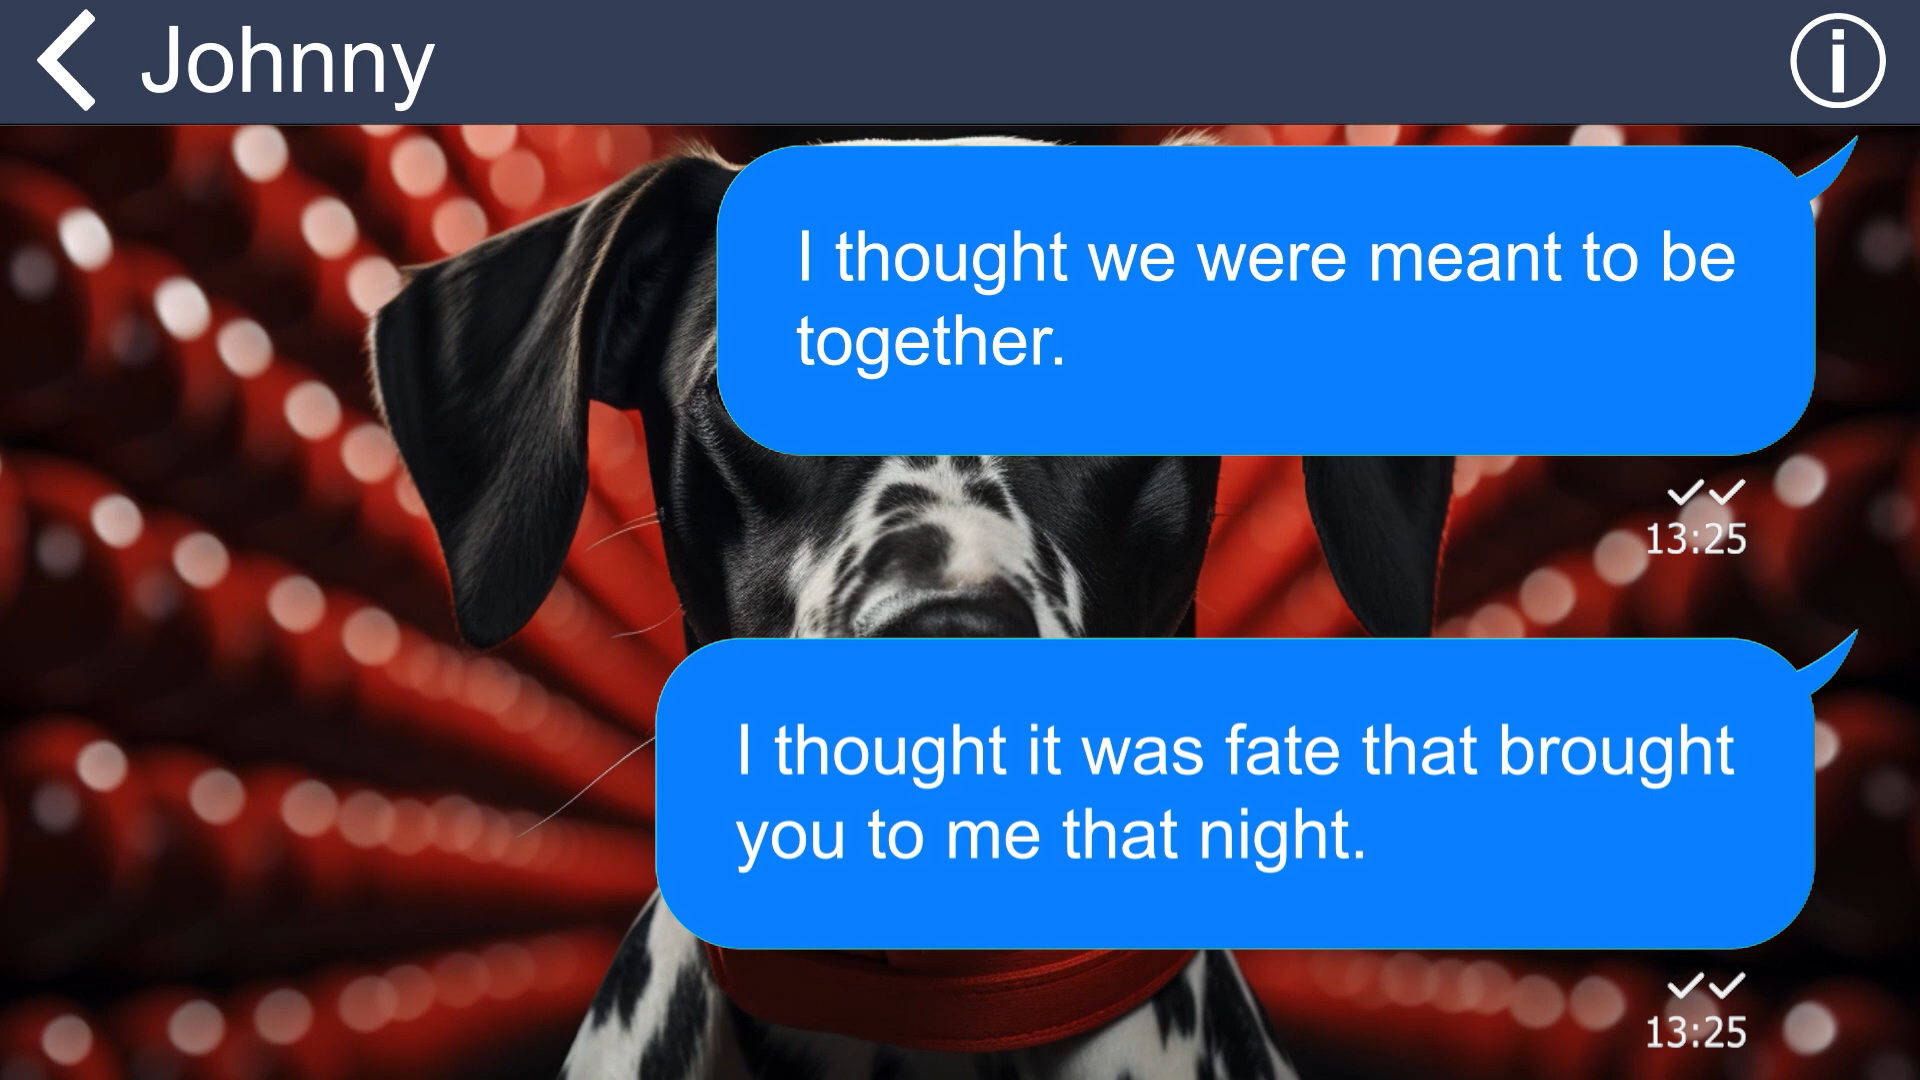 Johnny
I thought we were meant to be
together.
13:25
I thought it was fate that brought
you to me that night.
13:25